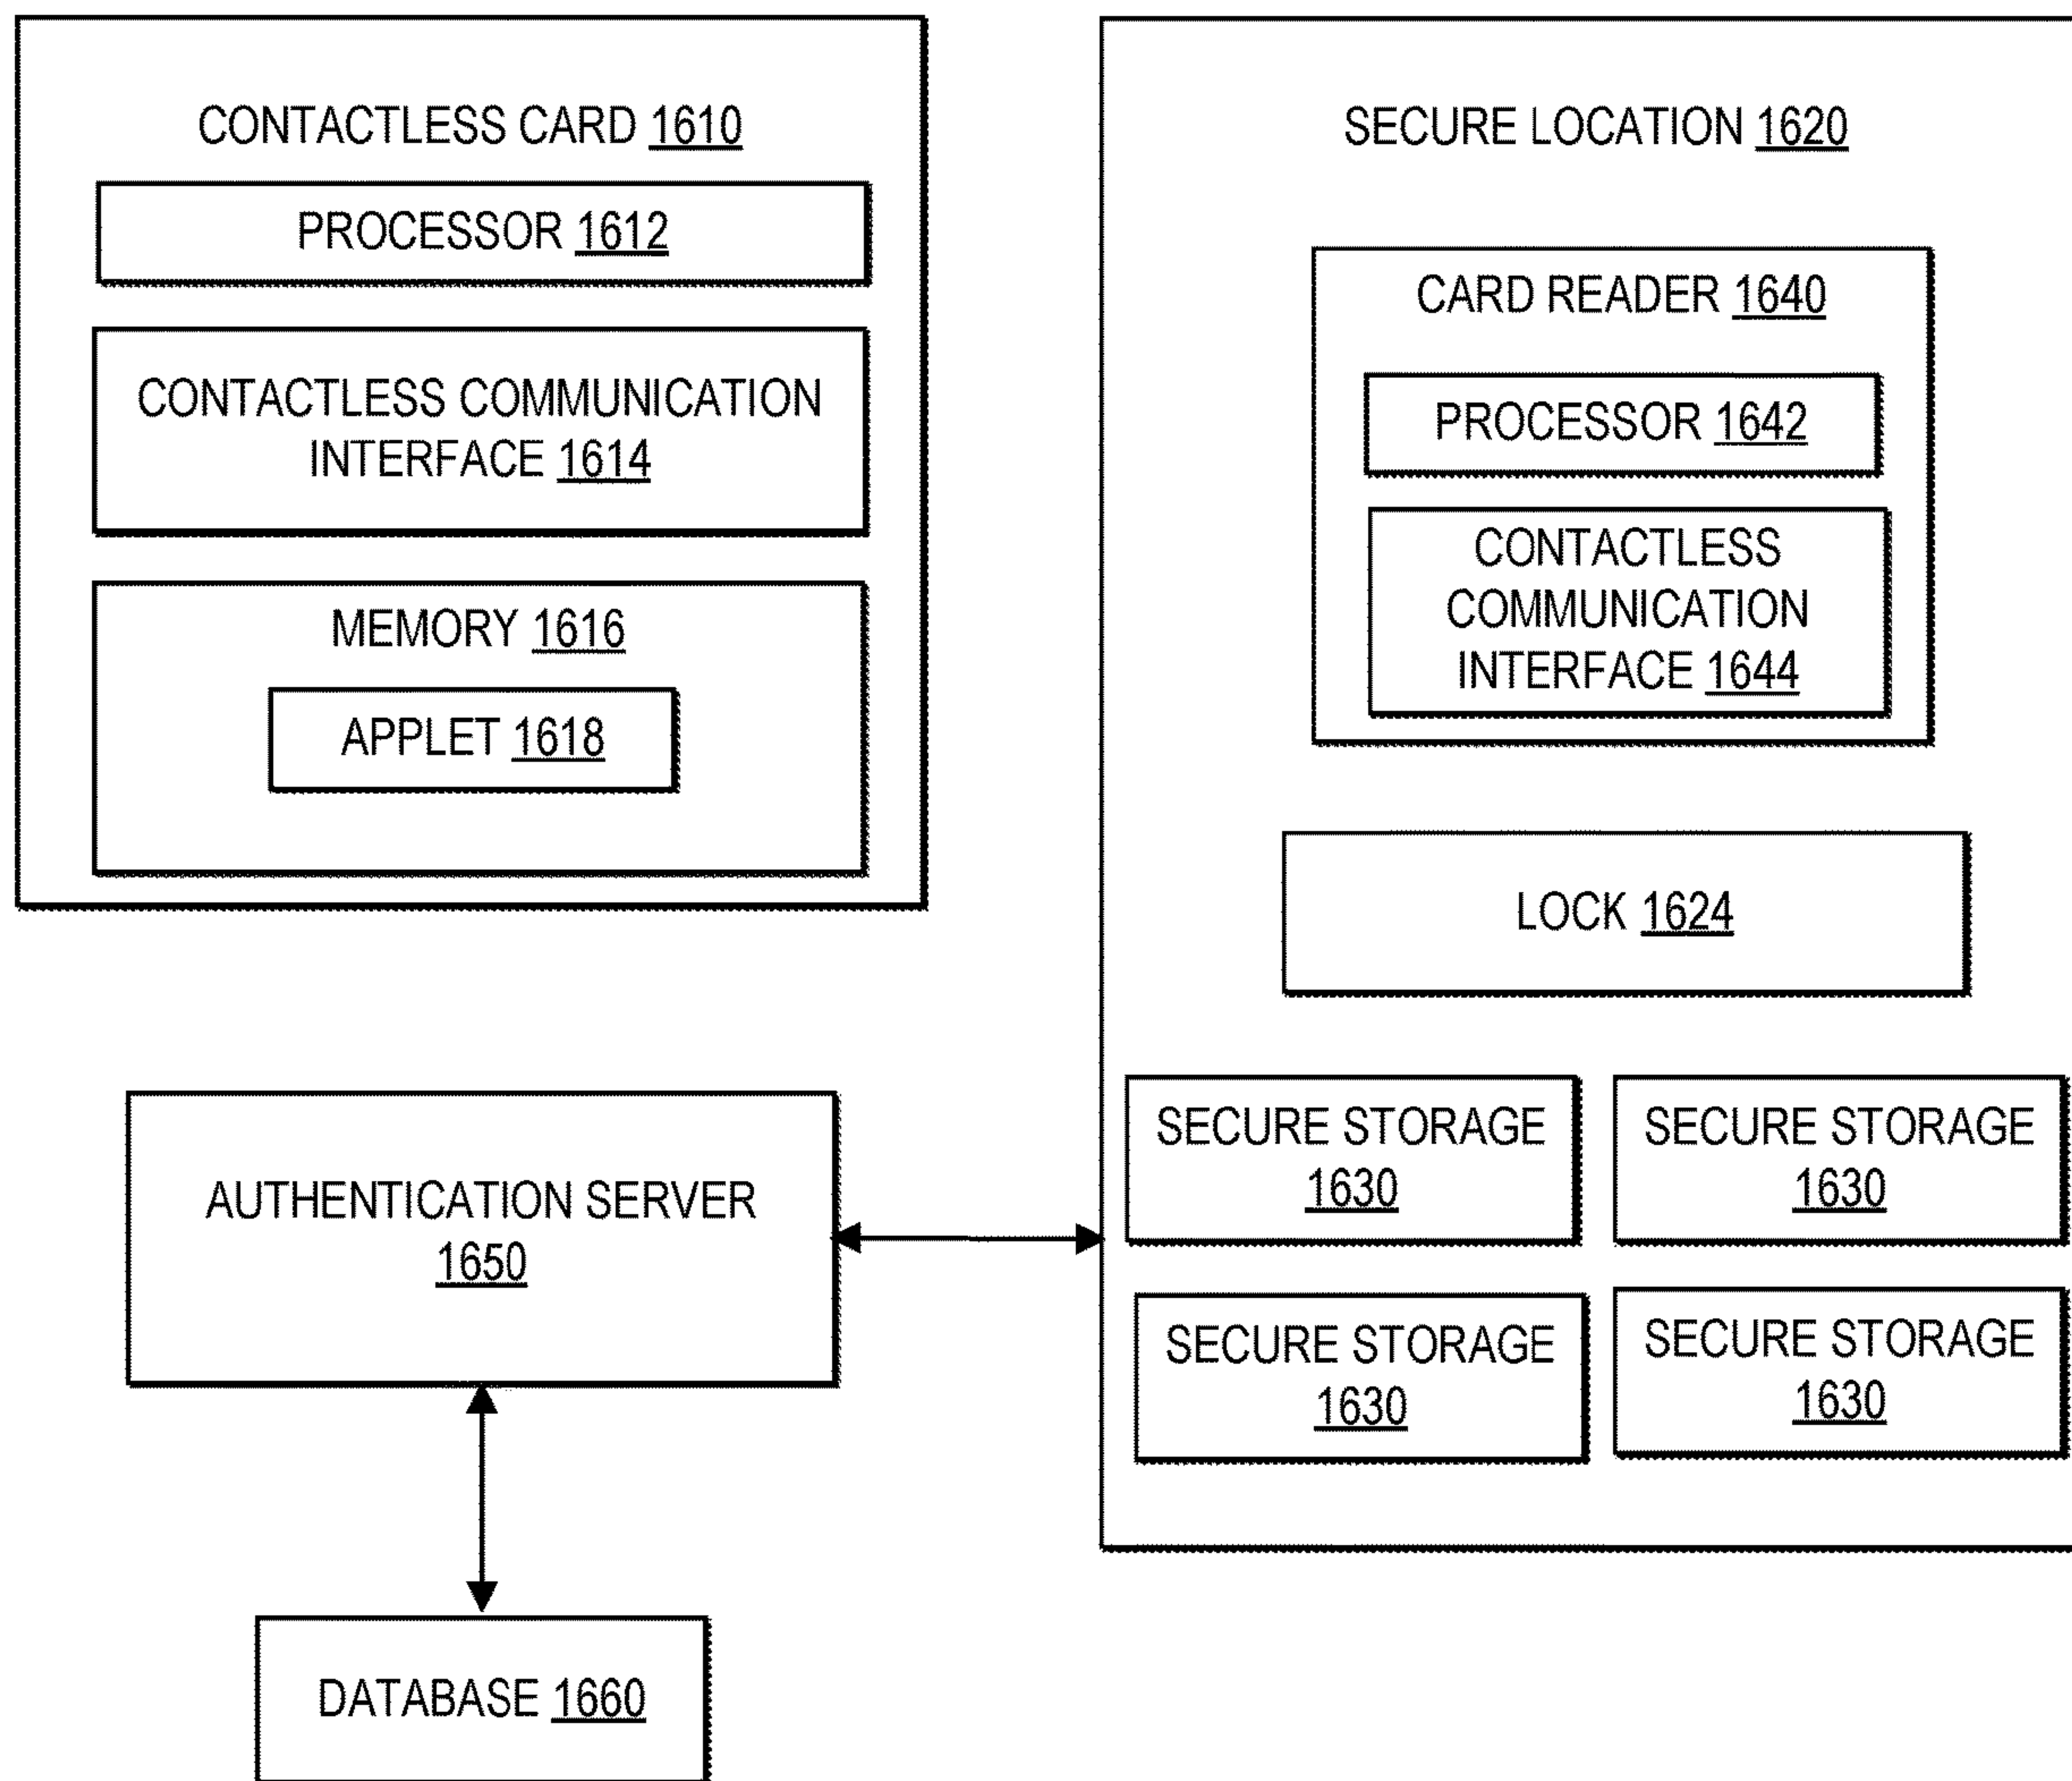 CONTACTLESS CARD 1610
PROCESSOR 1612
CONTACTLESS COMMUNICATION
INTERFACE 1614
MEMORY 1616
APPLET 1618
SECURE LOCATION 1620
CARD READER 1640
PROCESSOR 1642
CONTACTLESS
COMMUNICATION
INTERFACE 1644
LOCK 1624
SECURE STORAGE
1630
SECURE STORAGE
1630
SECURE STORAGE
1630
SECURE STORAGE
1630
AUTHENTICATION SERVER
1650
DATABASE 1660